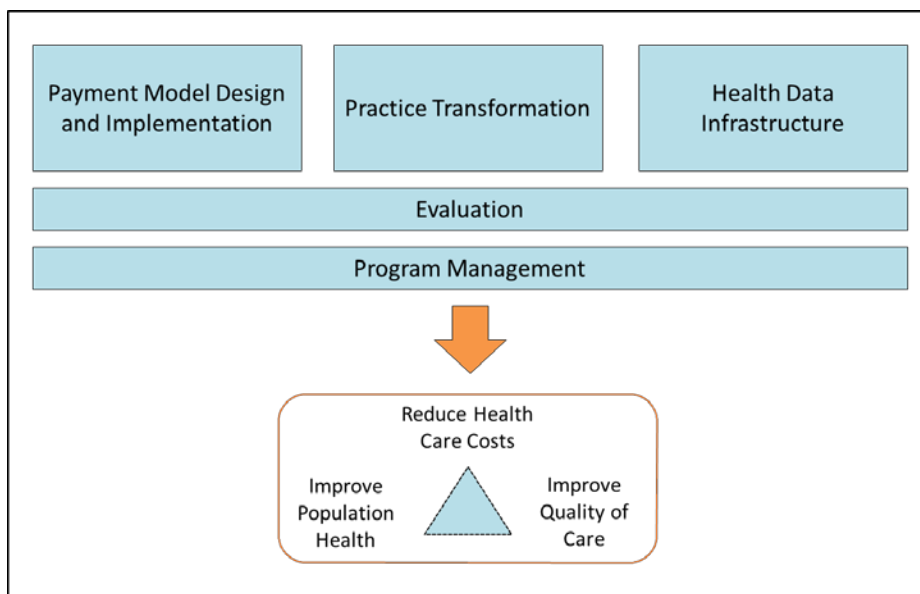 Payment Model Design
and Implementation
Practice Transformation
Health Data
Infrastructure
Evaluation
Program Management
Reduce Health
Care Costs
Improve
Population
Health
Improve
Quality of
Care